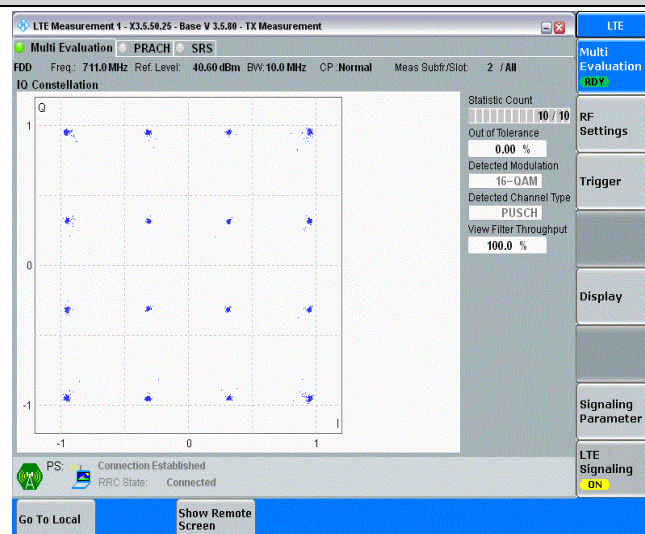 LTE Measurement 1 - X3.5.50.25 - Base V 3.5.80 - TX Measurement
LTE
Multi Evaluation PRACH SRS
Multi
Evaluation
RDY
FDD Freq.: 711.0 MHz Ref. Level: 40.60 dBm BW: 10.0 MHz CP : Normal Meas Subfr./Slot: 2 / All
IQ Constellation
Statistic Count
10 / 10
Out of Tolerance
0.00 %
Detected Modulation
16-QAM
Detected Channel Type
PUSCH
View Filter Throughput
100.0 %
Q
1
0
-1
I
-1 0 1
RF
Settings
Trigger
Display
Signaling
Parameter
LTE
Signaling
ON
PS: Connection Established
RRC State: Connected
Go To Local
Show Remote
Screen